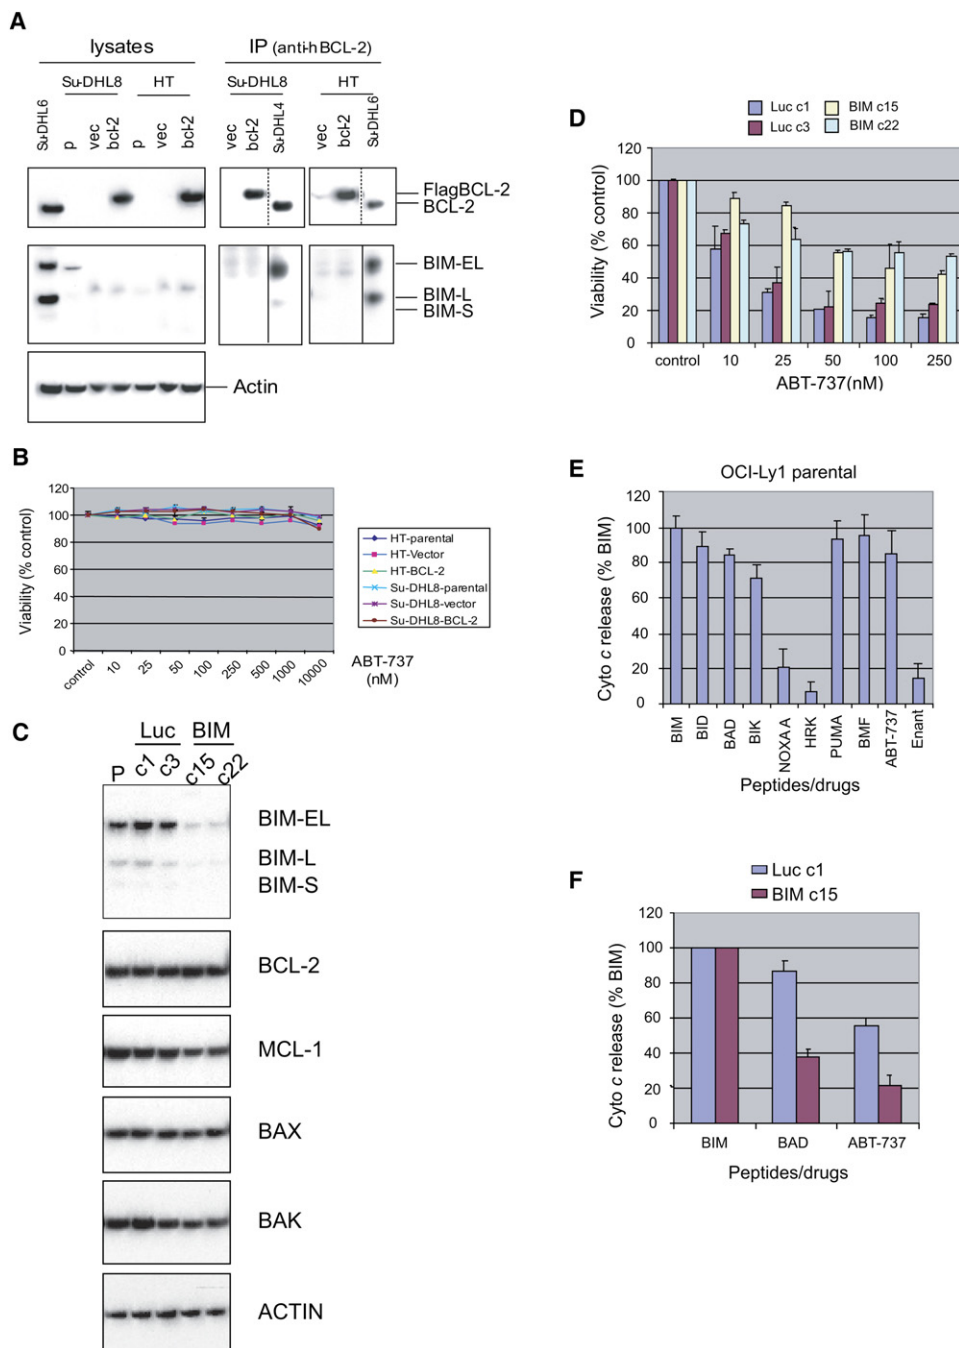 A
lysates
IP (anti-hBCL-2)
Su-DHL8
HT
Su-DHL8
HT
Su-DHL6
p
vec
bcl-2
p
vec
bcl-2
vec
bcl-2
Su-DHL4
vec
bcl-2
Su-DHL6
FlagBCL-2
BCL-2
BIM-EL
BIM-L
BIM-S
Actin
B
120
100
80
60
40
20
0
Viability (% control)
control
10
25
50
100
250
500
1000
10000
ABT-737
(nM)
HT-parental
HT-Vector
HT-BCL-2
Su-DHL8-parental
Su-DHL8-vector
Su-DHL8-BCL-2
C
Luc
BIM
P
c1
c3
c15
c22
BIM-EL
BIM-L
BIM-S
BCL-2
MCL-1
BAX
BAK
ACTIN
D
Luc c1
BIM c15
Luc c3
BIM c22
120
100
80
60
40
20
0
Viability (% control)
control
10
25
50
100
250
ABT-737(nM)
E
OCI-Ly1 parental
120
100
80
60
40
20
0
Cyto c release (% BIM)
BIM
BID
BAD
BIK
NOXA A
HRK
PUMA
BMF
ABT-737
Enant
Peptides/drugs
F
Luc c1
BIM c15
120
100
80
60
40
20
0
Cyto c release (% BIM)
BIM
BAD
ABT-737
Peptides/drugs